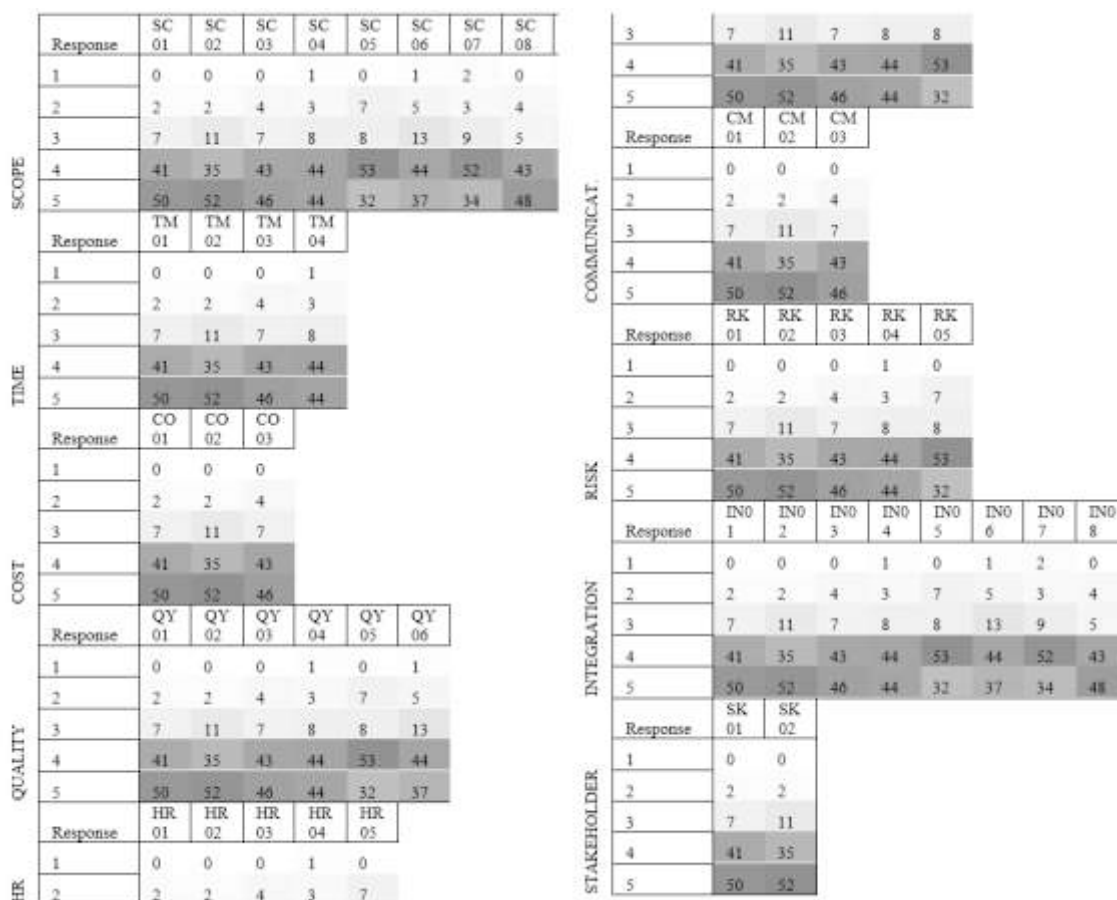 Response SC 01 SC 02 SC 03 SC 04 SC 05 SC 06 SC 07 SC 08
1 0 0 0 1 0 1 2 0
2 2 2 4 3 7 5 3 4
3 7 11 7 8 8 13 9 5
4 41 35 43 44 53 44 52 43
5 50 52 46 44 32 37 34 48
SCOPE
Response TM 01 TM 02 TM 03 TM 04
1 0 0 0 1
2 2 2 4 3
3 7 11 7 8
4 41 35 43 44
5 50 52 46 44
TIME
Response CO 01 CO 02 CO 03
1 0 0 0
2 2 2 4
3 7 11 7
4 41 35 43
5 50 52 46
COST
Response QY 01 QY 02 QY 03 QY 04 QY 05 QY 06
1 0 0 0 1 0 1
2 2 2 4 3 7 5
3 7 11 7 8 8 13
4 41 35 43 44 53 44
5 50 52 46 44 32 37
QUALITY
Response HR 01 HR 02 HR 03 HR 04 HR 05
1 0 0 0 1 0
2 2 2 4 3 7
HR
3 7 11 7 8 8
4 41 35 43 44 53
5 50 52 46 44 32
Response CM 01 CM 02 CM 03
1 0 0 0
2 2 2 4
3 7 11 7
4 41 35 43
5 50 52 46
COMMUNICAT.
Response RK 01 RK 02 RK 03 RK 04 RK 05
1 0 0 0 1 0
2 2 2 4 3 7
3 7 11 7 8 8
4 41 35 43 44 53
5 50 52 46 44 32
RISK
Response IN0 1 IN0 2 IN0 3 IN0 4 IN0 5 IN0 6 IN0 7 IN0 8
1 0 0 0 1 0 1 2 0
2 2 2 4 3 7 5 3 4
3 7 11 7 8 8 13 9 5
4 41 35 43 44 53 44 52 43
5 50 52 46 44 32 37 34 48
INTEGRATION
Response SK 01 SK 02
1 0 0
2 2 2
3 7 11
4 41 35
5 50 52
STAKEHOLDER